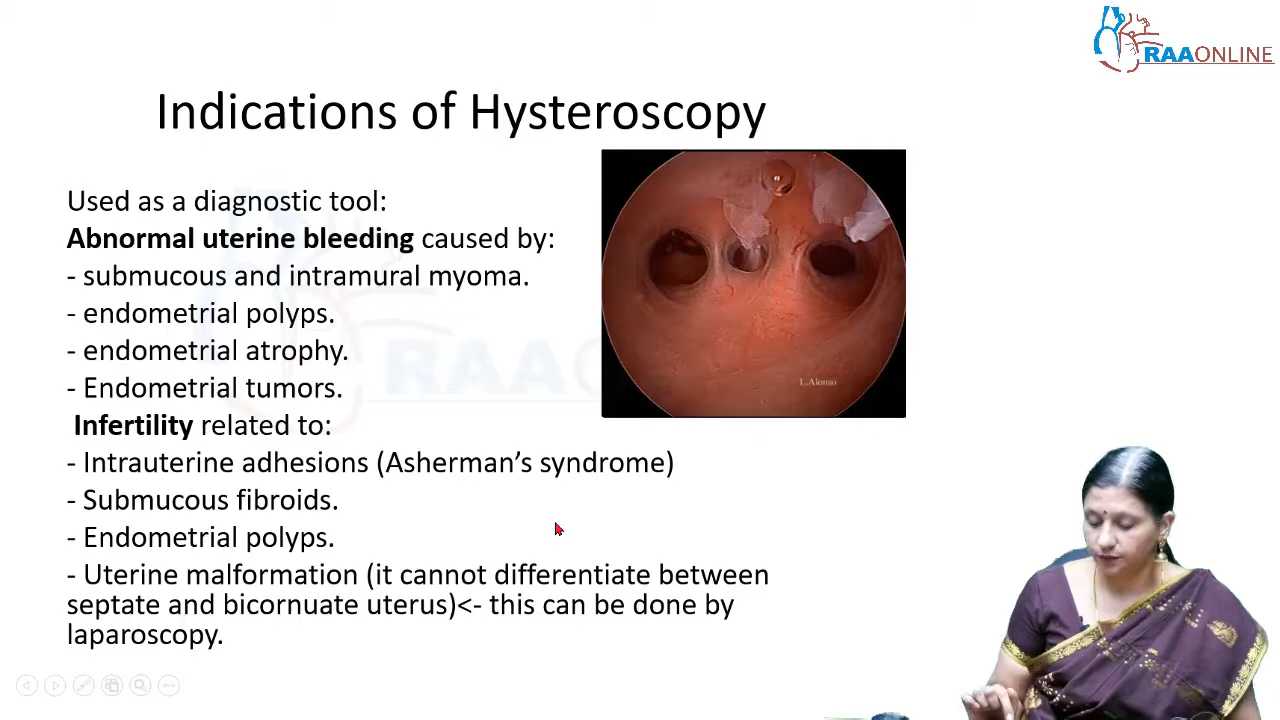 RAAONLINE
Indications of Hysteroscopy
Used as a diagnostic tool:
Abnormal uterine bleeding caused by:
- submucous and intramural myoma.
- endometrial polyps.
- endometrial atrophy.
- Endometrial tumors.
Infertility related to:
- Intrauterine adhesions (Asherman’s syndrome)
- Submucous fibroids.
- Endometrial polyps.
- Uterine malformation (it cannot differentiate between
septate and bicornuate uterus)<- this can be done by
laparoscopy.
L.Alonso
RAAO